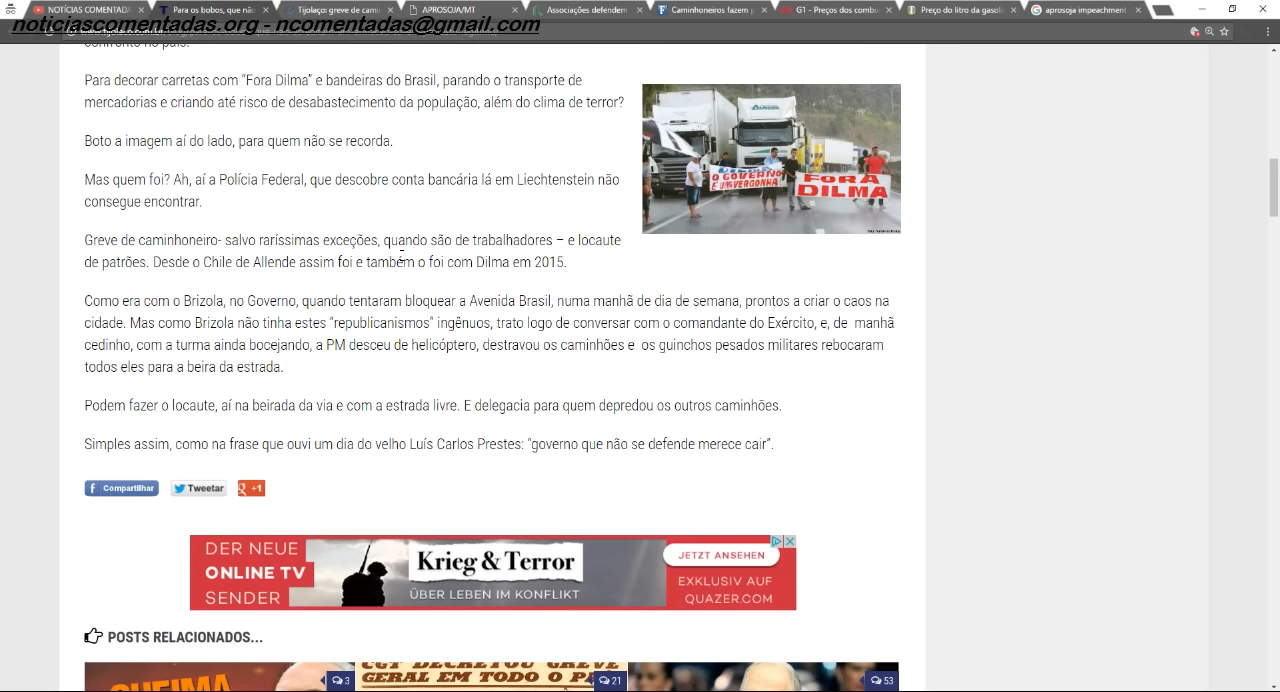 NOTÍCIAS COMENTADA
Para os bobos, que nã
Tijolaço: greve de cami
APROSOJA/MT
Associações defendem
Caminhoneiros fazem p
G1 - Preços dos combu
Preço do litro da gasoli
aprosoja impeachment
noticiascomentadas.org - ncomentadas@gmail.com
confronto no país.
Para decorar carretas com “Fora Dilma” e bandeiras do Brasil, parando o transporte de
mercadorias e criando até risco de desabastecimento da população, além do clima de terror?
Boto a imagem aí do lado, para quem não se recorda.
Mas quem foi? Ah, aí a Polícia Federal, que descobre conta bancária lá em Liechtenstein não
consegue encontrar.
O GOVERNO
É UMVERGONHA
FORA
DILMA
Greve de caminhoneiro- salvo raríssimas exceções, quando são de trabalhadores – e locaute
de patrões. Desde o Chile de Allende assim foi e também o foi com Dilma em 2015.
Como era com o Brizola, no Governo, quando tentaram bloquear a Avenida Brasil, numa manhã de dia de semana, prontos a criar o caos na
cidade. Mas como Brizola não tinha estes “republicanismos” ingênuos, trato logo de conversar com o comandante do Exército, e, de manhã
cedinho, com a turma ainda bocejando, a PM desceu de helicóptero, destravou os caminhões e os guinchos pesados militares rebocaram
todos eles para a beira da estrada.
Podem fazer o locaute, aí na beirada da via e com a estrada livre. E delegacia para quem depredou os outros caminhões.
Simples assim, como na frase que ouvi um dia do velho Luís Carlos Prestes: “governo que não se defende merece cair”.
Compartilhar
Tweetar
+1
DER NEUE
ONLINE TV
SENDER
Krieg & Terror
ÜBER LEBEN IM KONFLIKT
JETZT ANSEHEN
EXKLUSIV AUF
QUAZER.COM
POSTS RELACIONADOS...
QUEIMA
3
CGT DECRETOU GREVE
GERAL EM TODO O PA
21
53